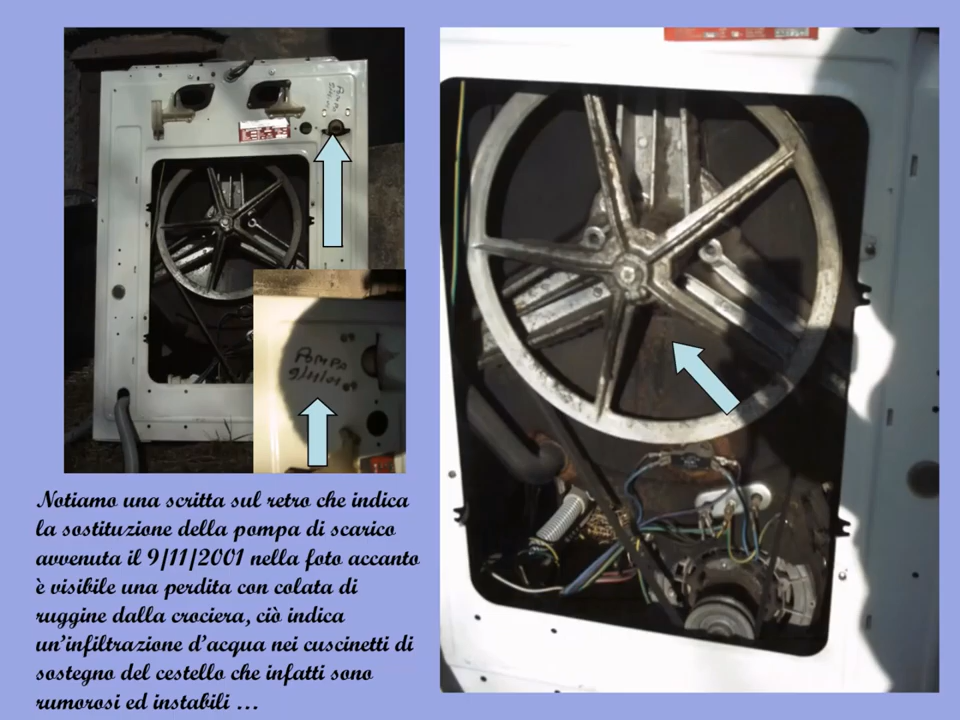 POMPA
9/11/01
Notiamo una scritta sul retro che indica
la sostituzione della pompa di scarico
avvenuta il 9/11/2001 nella foto accanto
è visibile una perdita con colata di
ruggine dalla crociera, ciò indica
un'infiltrazione d'acqua nei cuscinetti di
sostegno del cestello che infatti sono
rumorosi ed instabili ...